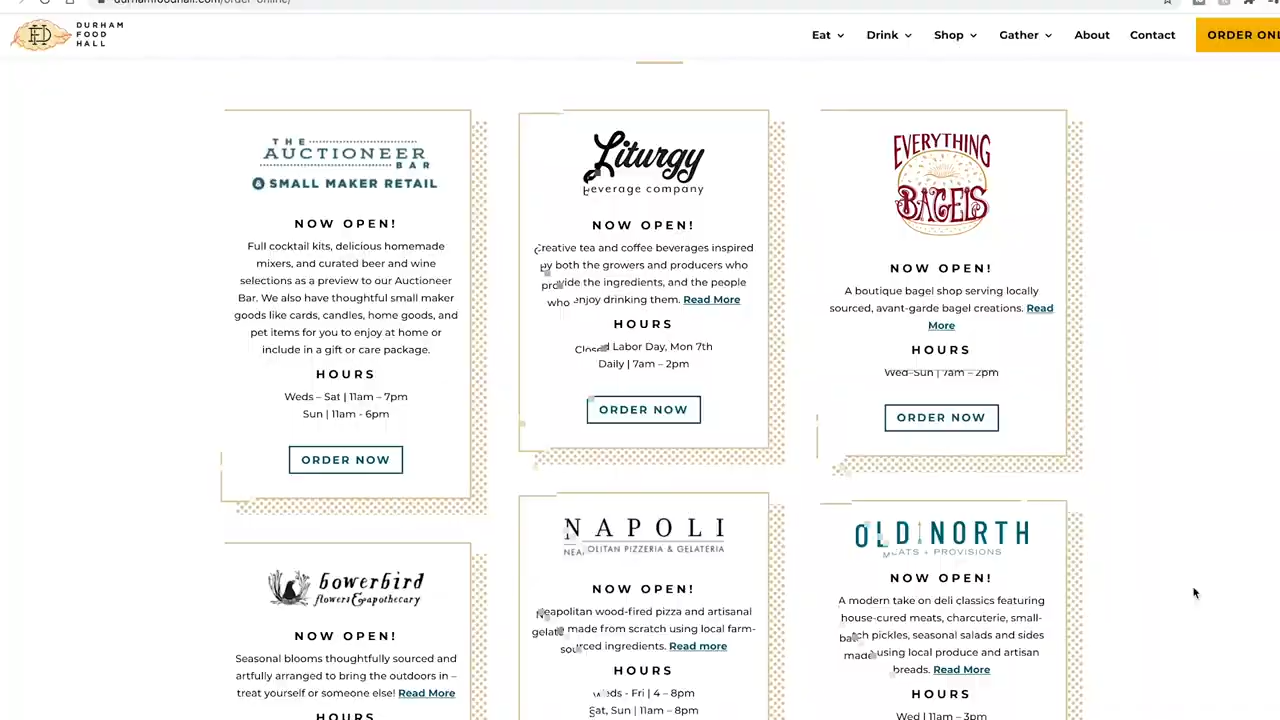 durhamfoodhall.com/order-online/
DURHAM
FOOD
HALL
Eat
Drink
Shop
Gather
About
Contact
ORDER ONL
THE
AUCTIONEER
BAR
& SMALL MAKER RETAIL
NOW OPEN!
Full cocktail kits, delicious homemade
mixers, and curated beer and wine
selections as a preview to our Auctioneer
Bar. We also have thoughtful small maker
goods like cards, candles, home goods, and
pet items for you to enjoy at home or
include in a gift or care package.
HOURS
Weds – Sat | 11am – 7pm
Sun | 11am - 6pm
ORDER NOW
Liturgy
beverage company
NOW OPEN!
Creative tea and coffee beverages inspired
by both the growers and producers who
provide the ingredients, and the people
who enjoy drinking them. Read More
HOURS
Closed Labor Day, Mon 7th
Daily | 7am – 2pm
ORDER NOW
EVERYTHING
BAGELS
NOW OPEN!
A boutique bagel shop serving locally
sourced, avant-garde bagel creations. Read
More
HOURS
Wed–Sun | 7am – 2pm
ORDER NOW
bowerbird
flowers & apothecary
NOW OPEN!
Seasonal blooms thoughtfully sourced and
artfully arranged to bring the outdoors in –
treat yourself or someone else! Read More
HOURS
NAPOLI
NEAPOLITAN PIZZERIA & GELATERIA
NOW OPEN!
Neapolitan wood-fired pizza and artisanal
gelato made from scratch using local farm-
sourced ingredients. Read more
HOURS
Weds - Fri | 4 – 8pm
Sat, Sun | 11am – 8pm
OLD NORTH
MEATS + PROVISIONS
NOW OPEN!
A modern take on deli classics featuring
house-cured meats, charcuterie, small-
batch pickles, seasonal salads and sides
made using local produce and artisan
breads. Read More
HOURS
Wed | 11am – 3pm